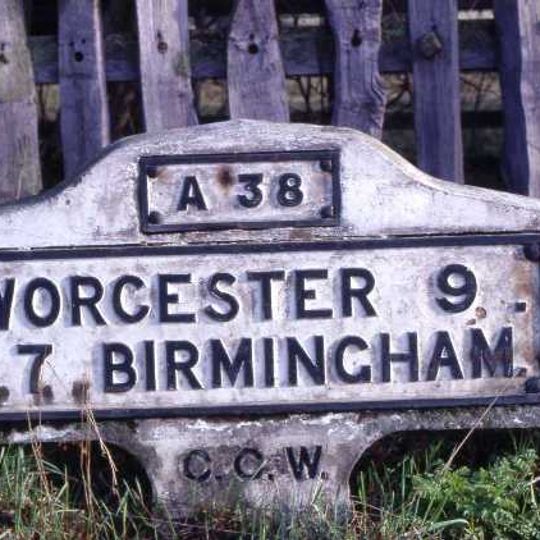 A 38
WORCESTER 9.
7 BIRMINGHAM.
C.C.W.